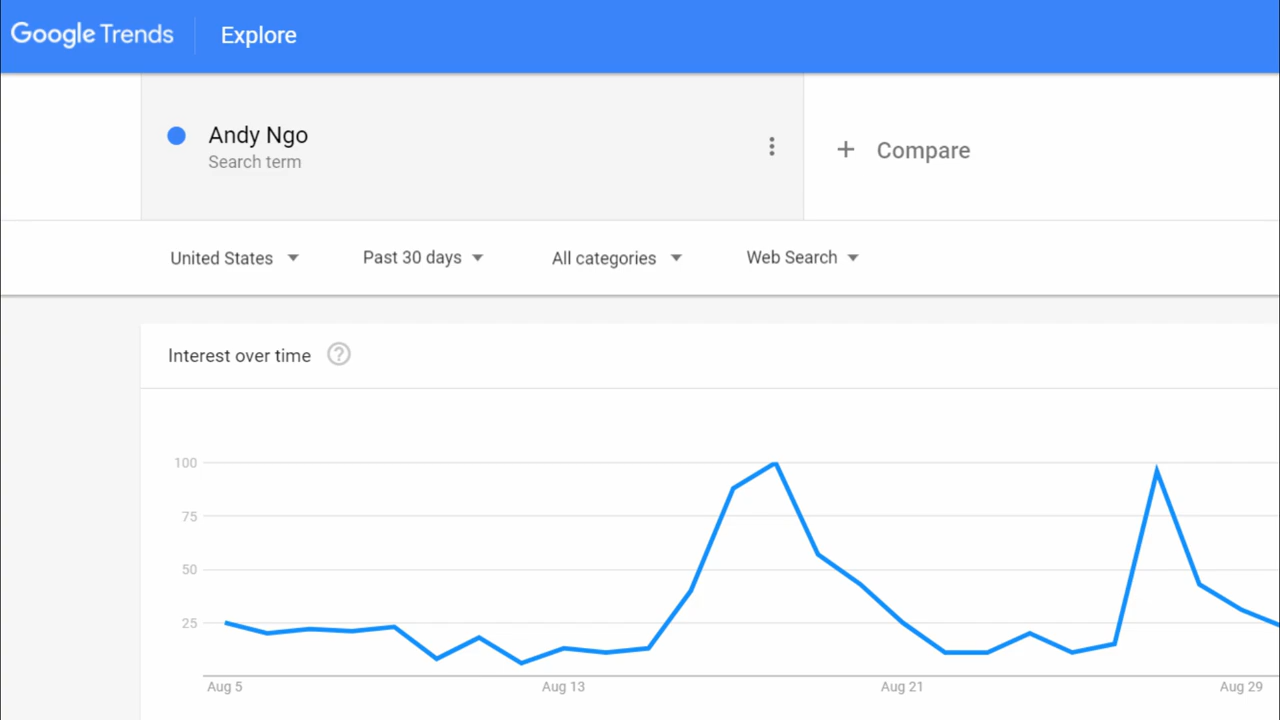 Google Trends Explore
Andy Ngo
Search term
+ Compare
United States Past 30 days All categories Web Search
Interest over time ?
100
75
50
25
Aug 5 Aug 13 Aug 21 Aug 29